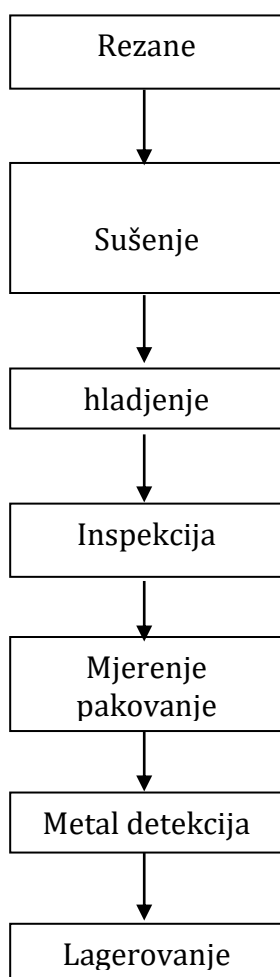 Rezane
Sušenje
hladjenje
Inspekcija
Mjerenje
pakovanje
Metal detekcija
Lagerovanje